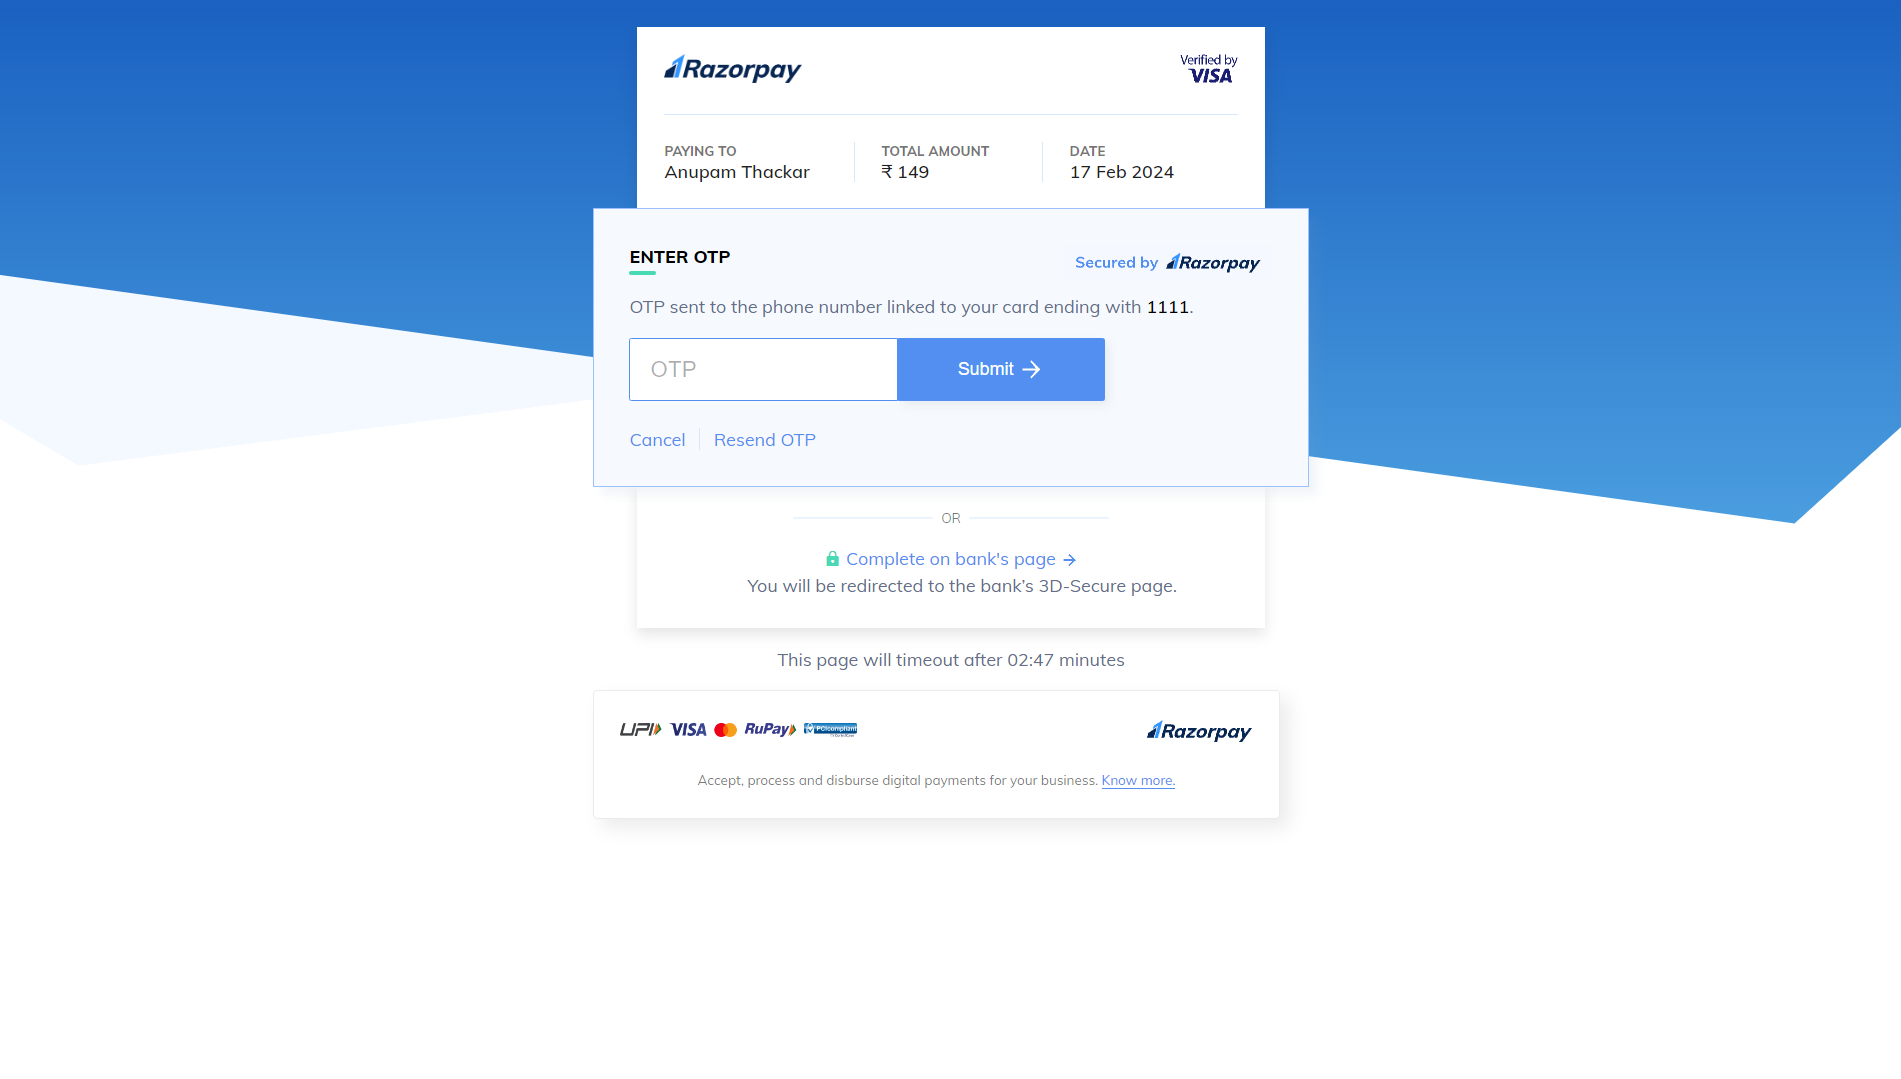 Razorpay
Verified by
VISA
PAYING TO
Anupam Thackar
TOTAL AMOUNT
₹ 149
DATE
17 Feb 2024
ENTER OTP
Secured by Razorpay
OTP sent to the phone number linked to your card ending with 1111.
OTP
Submit
Cancel
Resend OTP
OR
Complete on bank's page
You will be redirected to the bank’s 3D-Secure page.
This page will timeout after 02:47 minutes
UPI VISA RuPay PCI compliant
Razorpay
Accept, process and disburse digital payments for your business. Know more.